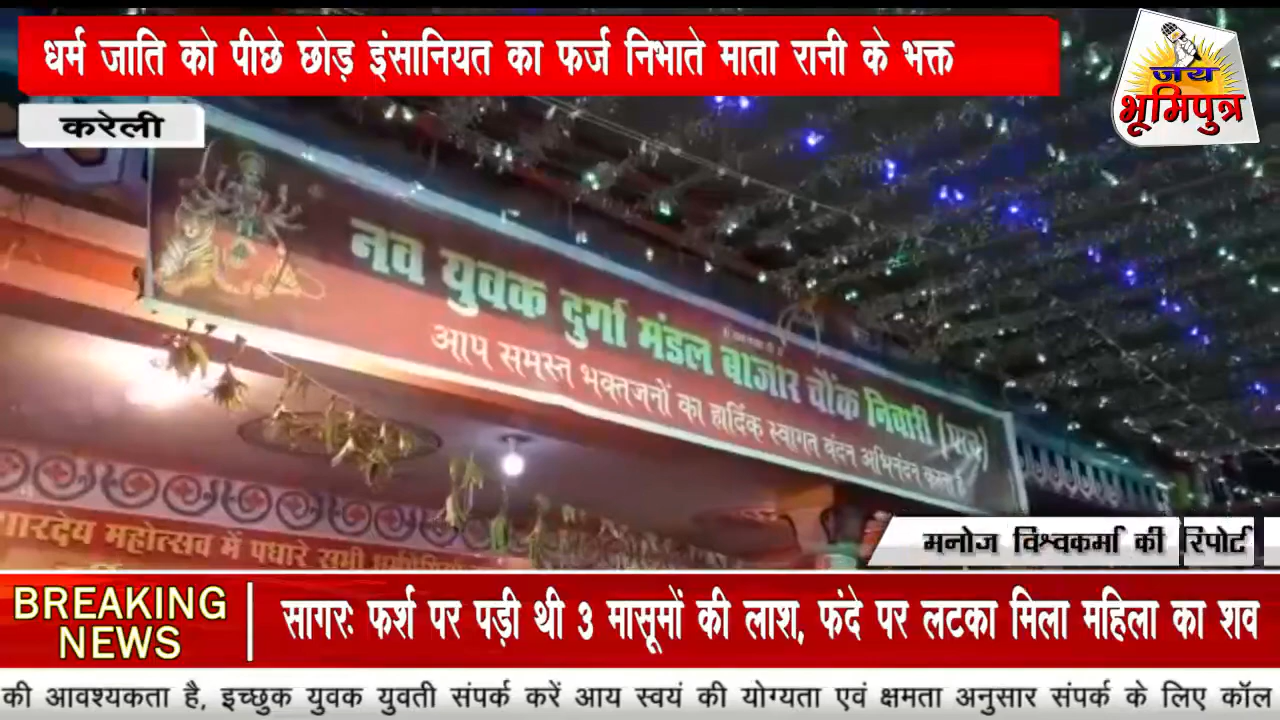 धर्म जाति को पीछे छोड़ इंसानियत का फर्ज निभाते माता रानी के भक्त
जय
भूमिपुत्र
करेली
नव युवक दुर्गा मंडल बाजार चौंक निवारी
आप समस्त भक्तजनों का हार्दिक स्वागत वंदन अभिनंदन करता है
शारदेय महोत्सव में पधारे सभी
मनोज विश्वकर्मा की रिपोर्ट
BREAKING
NEWS
सागरः फर्श पर पड़ी थी 3 मासूमों की लाश, फंदे पर लटका मिला महिला का शव
की आवश्यकता है, इच्छुक युवक युवती संपर्क करें आय स्वयं की योग्यता एवं क्षमता अनुसार संपर्क के लिए कॉल